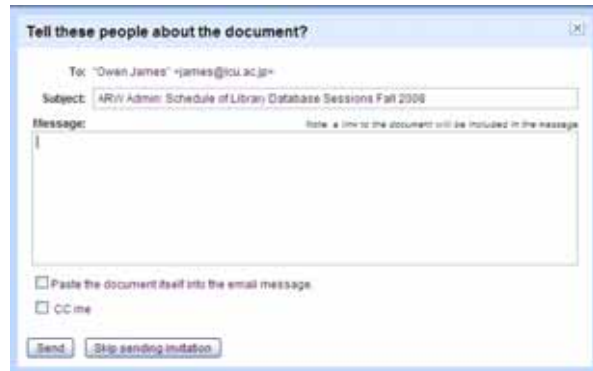 Tell these people about the document?
To: "Owen James" <james@icu.ac.jp>
Subject: ARW Admin: Schedule of Library Database Sessions Fall 2008
Message: Note: a link to the document will be included in the message
Paste the document itself into the email message.
CC me
Send Skip sending invitation